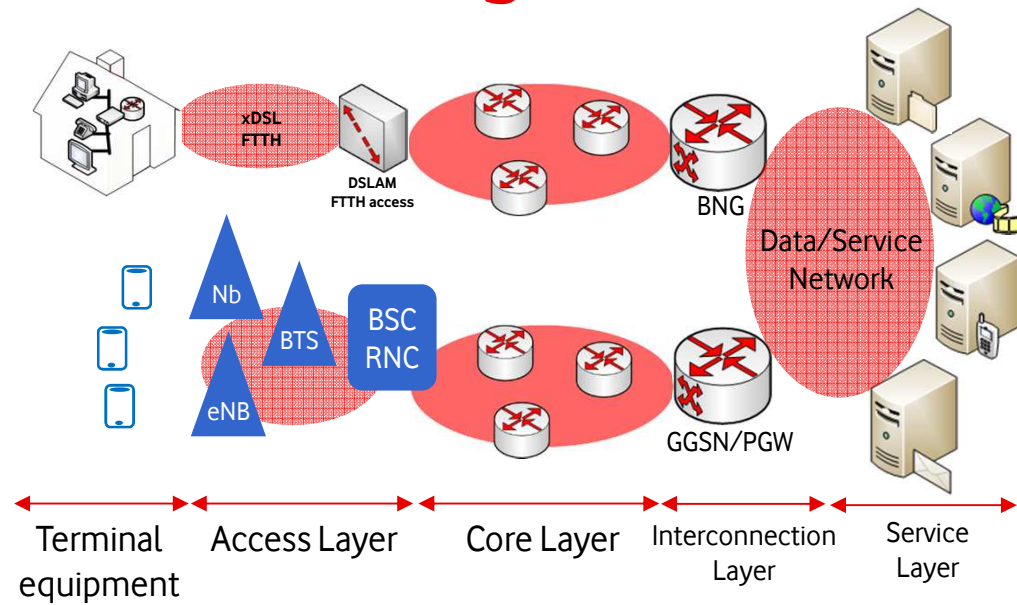 xDSL
FTTH
DSLAM
FTTH access
BNG
Data/Service
Network
Nb
BTS
eNB
BSC
RNC
GGSN/PGW
Terminal
equipment
Access Layer
Core Layer
Interconnection
Layer
Service
Layer